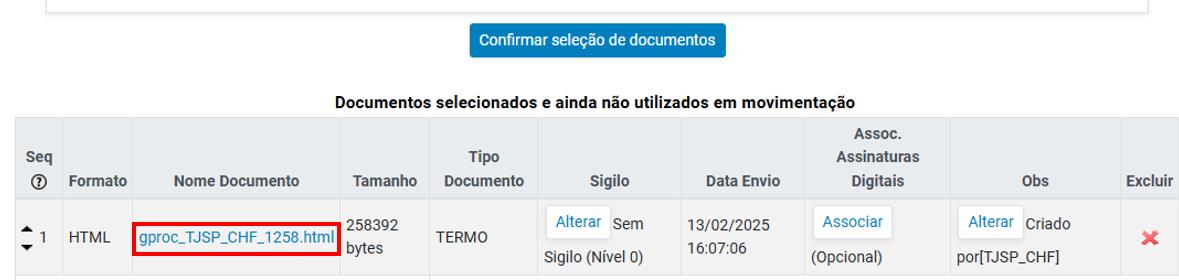 Confirmar seleção de documentos
Documentos selecionados e ainda não utilizados em movimentação
Seq
Formato
Nome Documento
Tamanho
Tipo
Documento
Sigilo
Data Envio
Assoc.
Assinaturas
Digitais
Obs
Excluir
1
HTML
gproc_TJSP_CHF_1258.html
258392
bytes
TERMO
Alterar Sem
Sigilo (Nível 0)
13/02/2025
16:07:06
Associar
(Opcional)
Alterar Criado
por[TJSP_CHF]